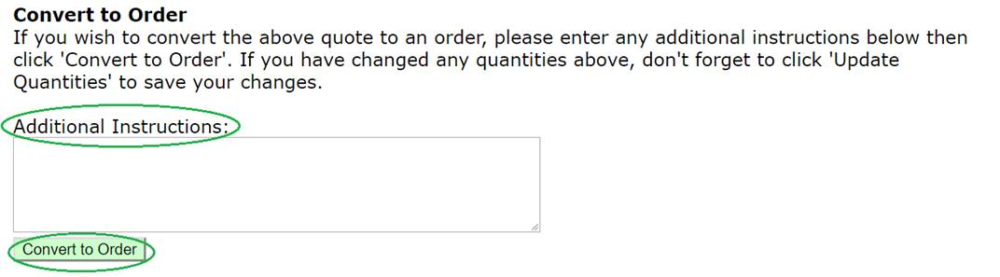 Convert to Order
If you wish to convert the above quote to an order, please enter any additional instructions below then
click 'Convert to Order'. If you have changed any quantities above, don't forget to click 'Update
Quantities' to save your changes.
Additional Instructions:
Convert to Order